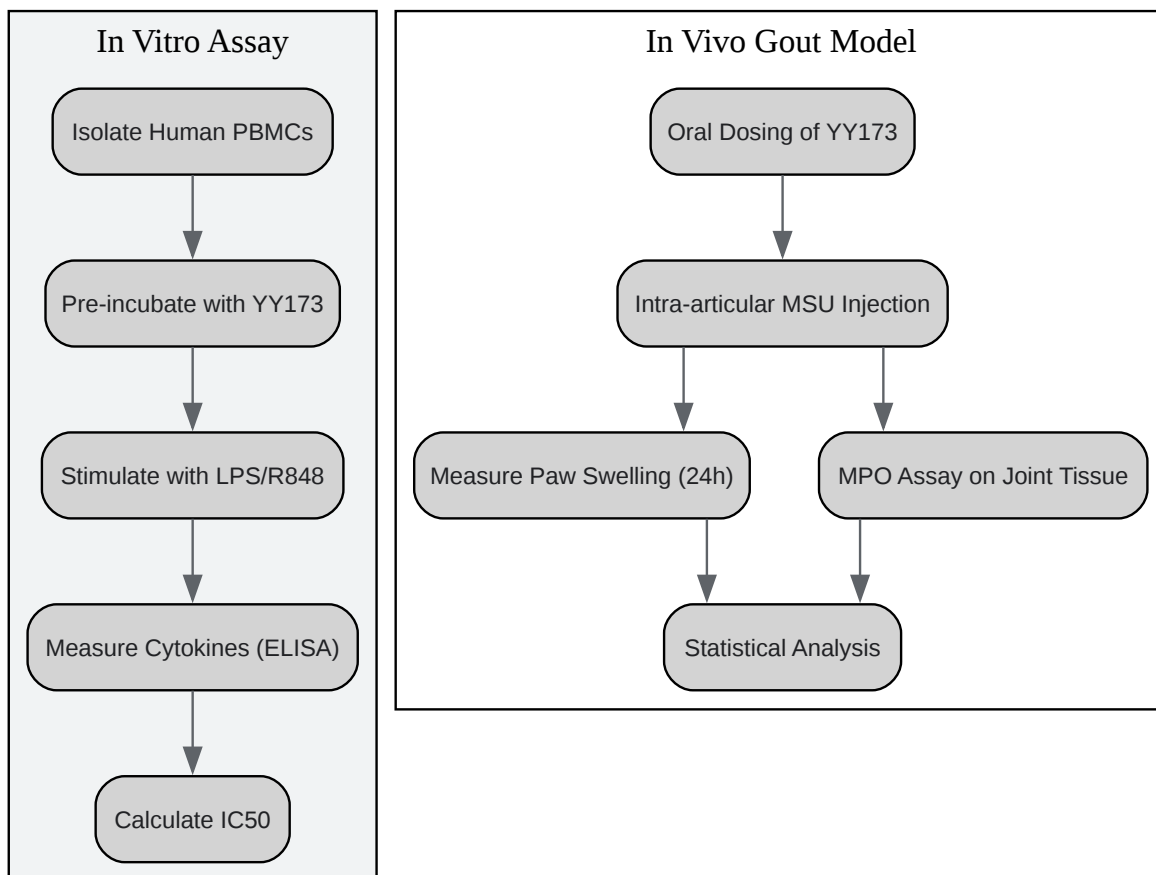 In Vitro Assay
Isolate Human PBMCs
Pre-incubate with YY173
Stimulate with LPS/R848
Measure Cytokines (ELISA)
Calculate IC50
In Vivo Gout Model
Oral Dosing of YY173
Intra-articular MSU Injection
Measure Paw Swelling (24h)
MPO Assay on Joint Tissue
Statistical Analysis